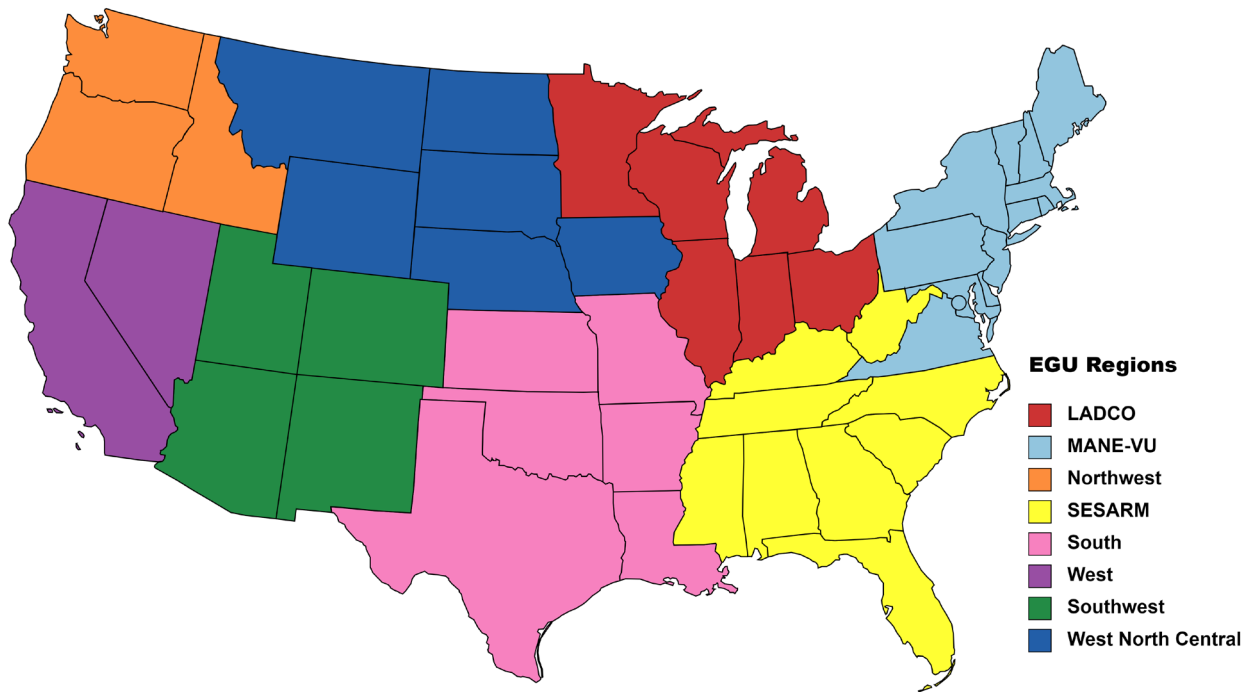 EGU Regions
LADCO
MANE-VU
Northwest
SESARM
South
West
Southwest
West North Central